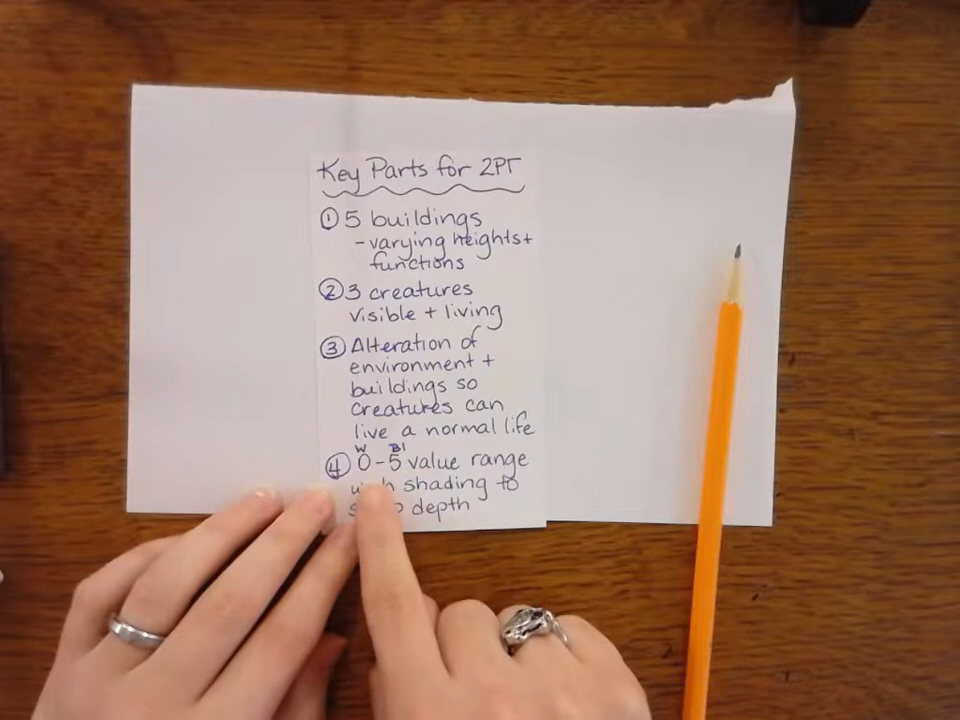 Key Parts for 2PT
① 5 buildings
- varying heights +
functions
② 3 creatures
visible + living
③ Alteration of
environment +
buildings so
creatures can
live a normal life
W Bl
④ 0-5 value range
shading to
depth